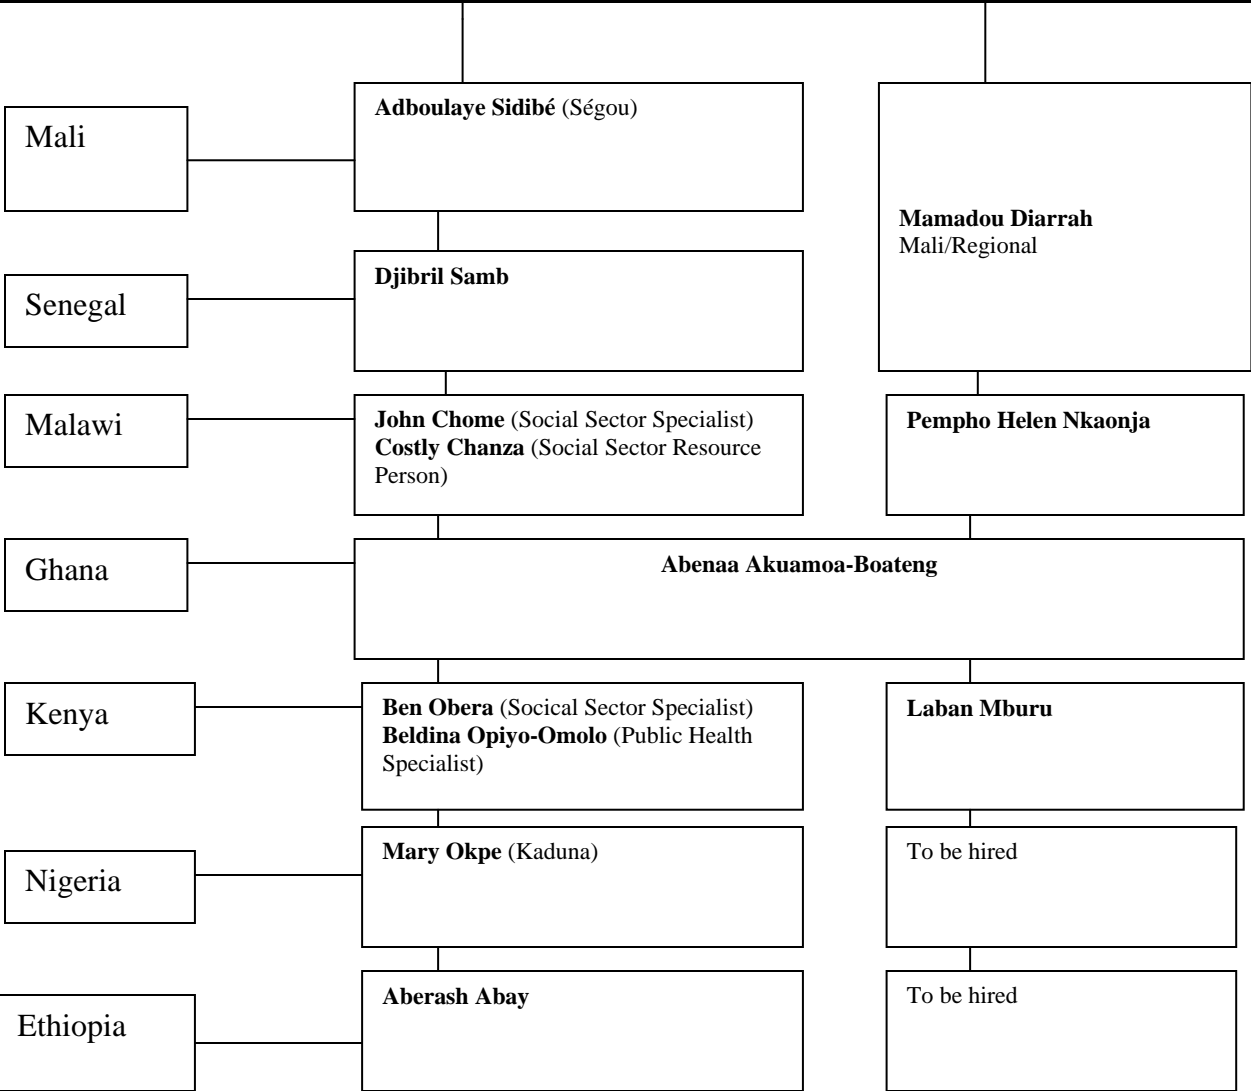 Mali
Adboulaye Sidibé (Ségou)
Mamadou Diarrah
Mali/Regional
Senegal
Djibril Samb
Malawi
John Chome (Social Sector Specialist)
Costly Chanza (Social Sector Resource
Person)
Pempho Helen Nkaonja
Ghana
Abenaa Akuamoa-Boateng
Kenya
Ben Obera (Socical Sector Specialist)
Beldina Opiyo-Omolo (Public Health
Specialist)
Laban Mburu
Nigeria
Mary Okpe (Kaduna)
To be hired
Ethiopia
Aberash Abay
To be hired